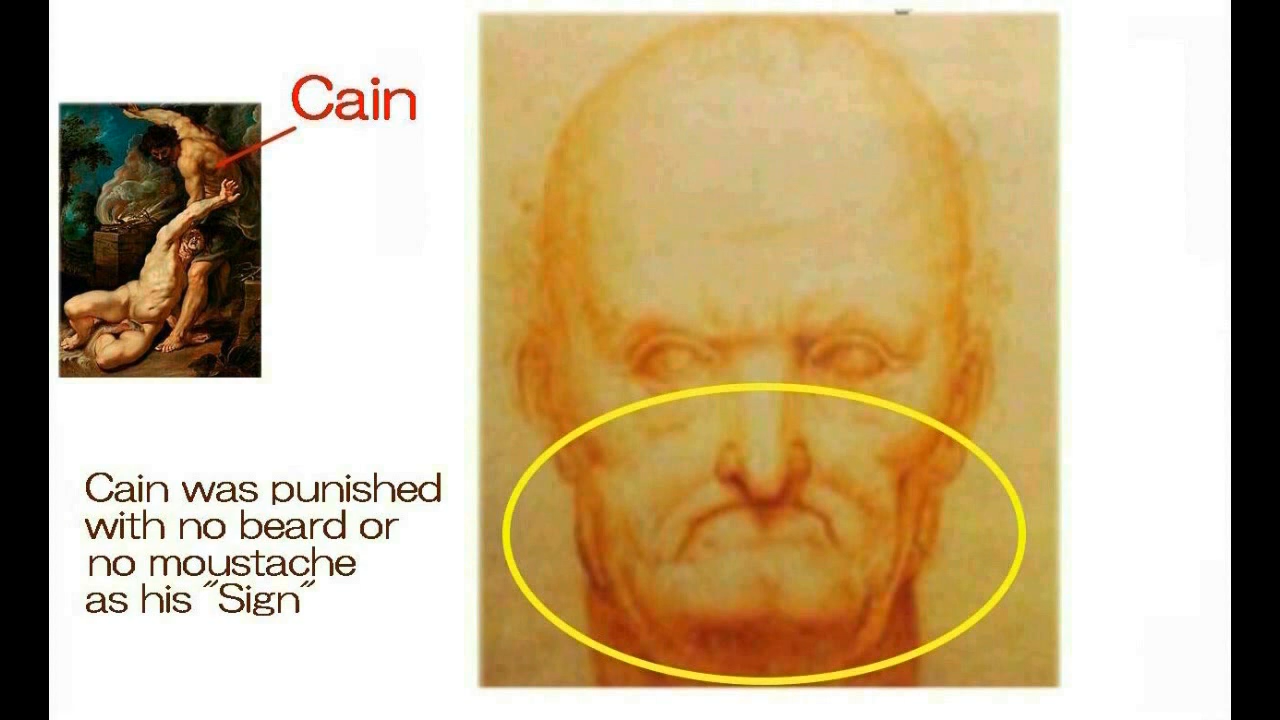 Cain
Cain was punished
with no beard or
no moustache
as his "Sign"